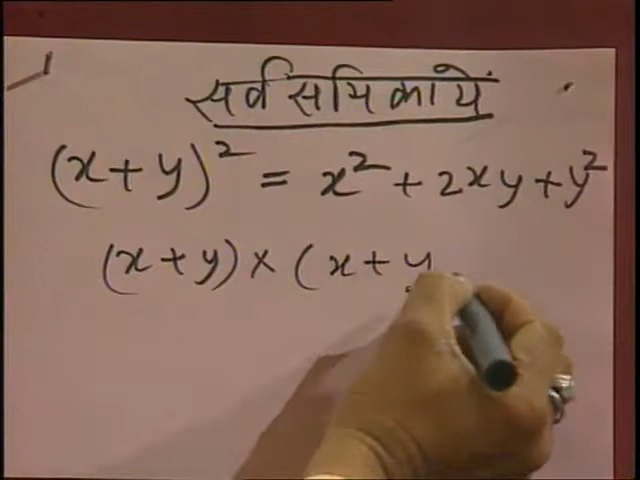 सर्वसमिकायें
(x+y)² = x² + 2xy + y²
(x+y) × (x+y